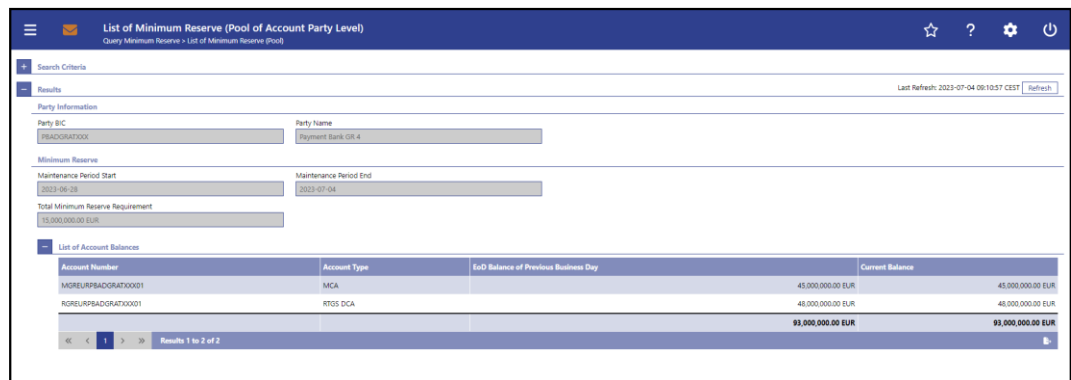 List of Minimum Reserve (Pool of Account Party Level)
Query Minimum Reserve > List of Minimum Reserve (Pool)
?
+ Search Criteria
− Results Last Refresh: 2023-07-04 09:10:57 CEST Refresh
Party Information
Party BIC Party Name
PBADGRATXXX Payment Bank GR 4
Minimum Reserve
Maintenance Period Start Maintenance Period End
2023-06-28 2023-07-04
Total Minimum Reserve Requirement
15,000,000.00 EUR
− List of Account Balances
Account Number Account Type EoD Balance of Previous Business Day Current Balance
MGREURPBADGRATXXX01 MCA 45,000,000.00 EUR 45,000,000.00 EUR
RGREURPBADGRATXXX01 RTGS DCA 48,000,000.00 EUR 48,000,000.00 EUR
93,000,000.00 EUR 93,000,000.00 EUR
« ‹ 1 › » Results 1 to 2 of 2